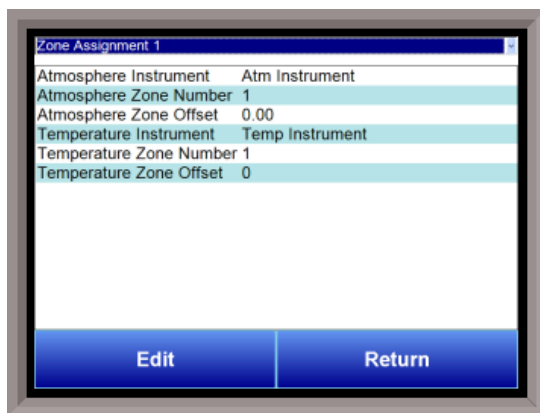 Zone Assignment 1
Atmosphere Instrument Atm Instrument
Atmosphere Zone Number 1
Atmosphere Zone Offset 0.00
Temperature Instrument Temp Instrument
Temperature Zone Number 1
Temperature Zone Offset 0
Edit Return